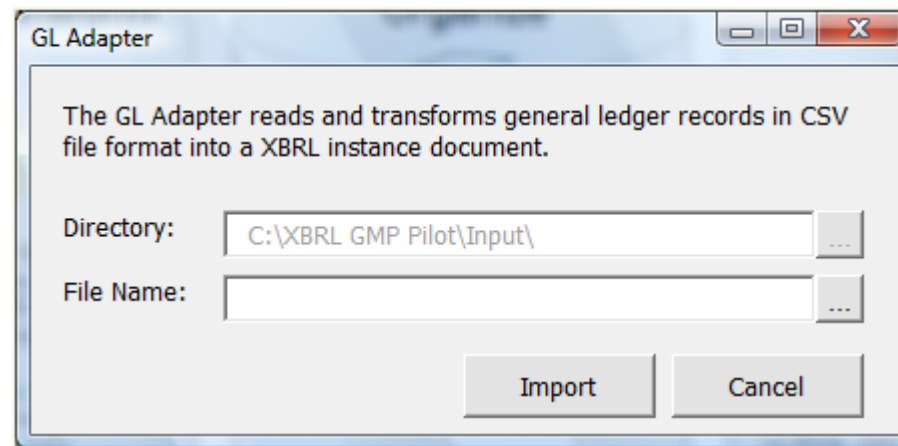 GL Adapter
The GL Adapter reads and transforms general ledger records in CSV
file format into a XBRL instance document.
Directory:
C:\XBRL GMP Pilot\Input\
...
File Name:
...
Import
Cancel